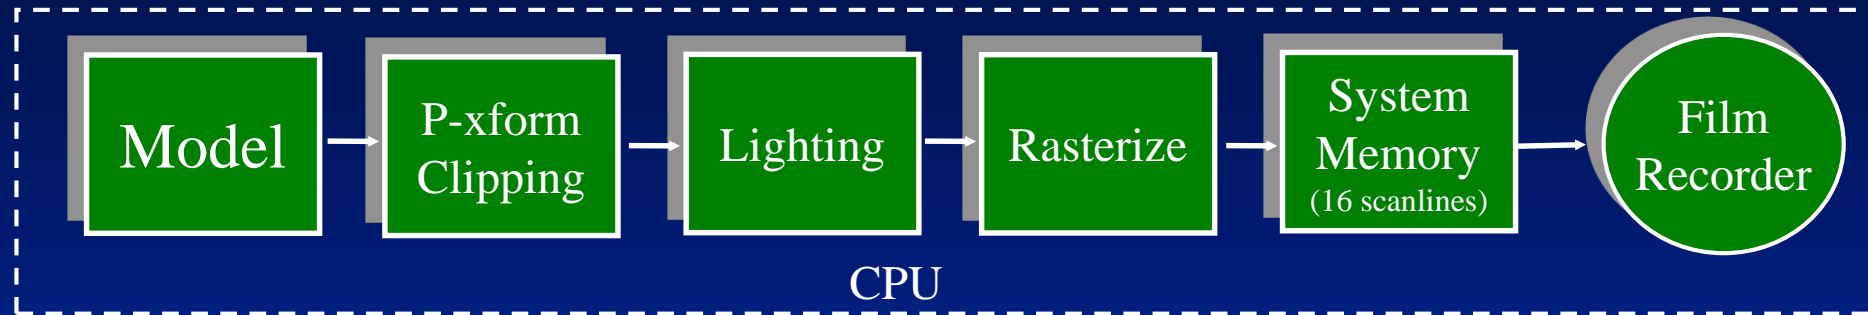 Model
P-xform
Clipping
Lighting
Rasterize
System
Memory
(16 scanlines)
Film
Recorder
CPU